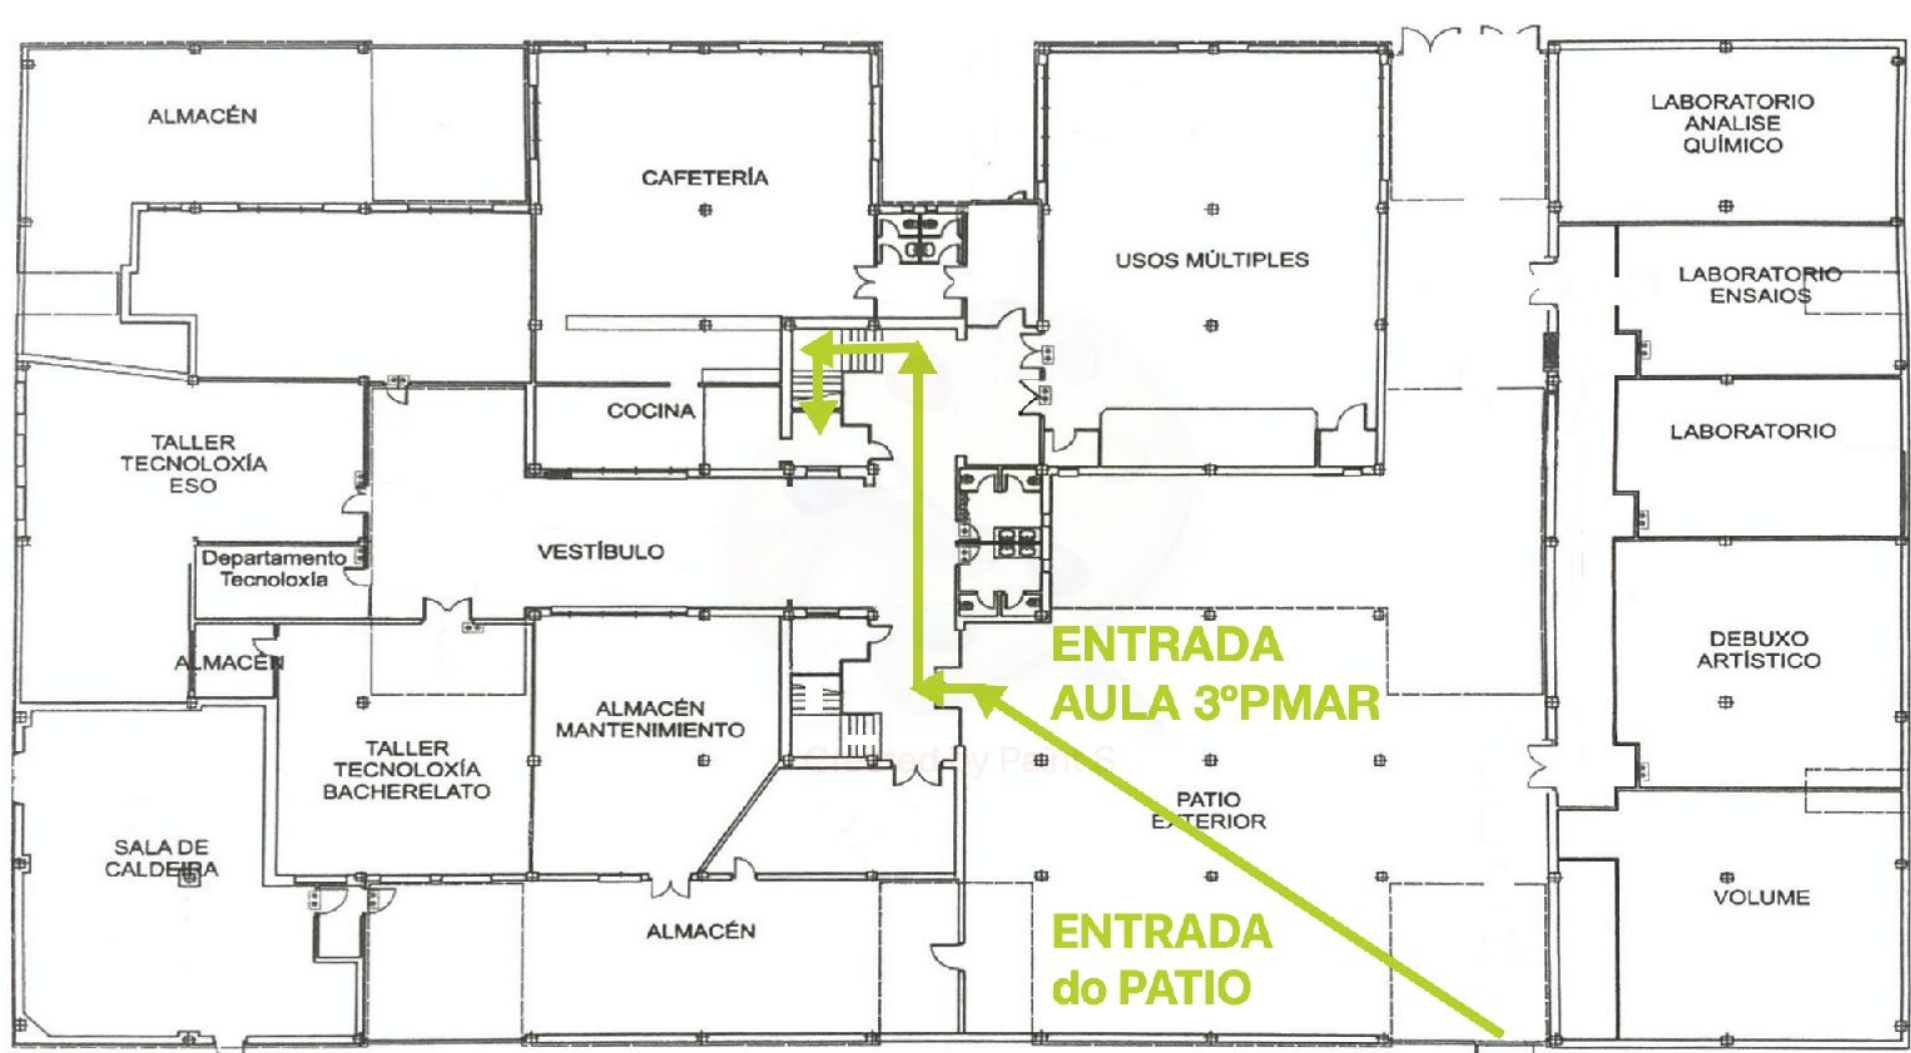 ALMACÉN
CAFETERÍA
LABORATORIO
ANALISE
QUÍMICO
USOS MÚLTIPLES
LABORATORIO
ENSAIOS
COCINA
TALLER
TECNOLOXÍA
ESO
LABORATORIO
VESTÍBULO
Departamento
Tecnoloxía
ALMACÉN
ENTRADA
AULA 3ºPMAR
DEBUXO
ARTÍSTICO
ALMACÉN
MANTENIMIENTO
TALLER
TECNOLOXÍA
BACHERELATO
PATIO
EXTERIOR
SALA DE
CALDEIRA
VOLUME
ALMACÉN
ENTRADA
do PATIO